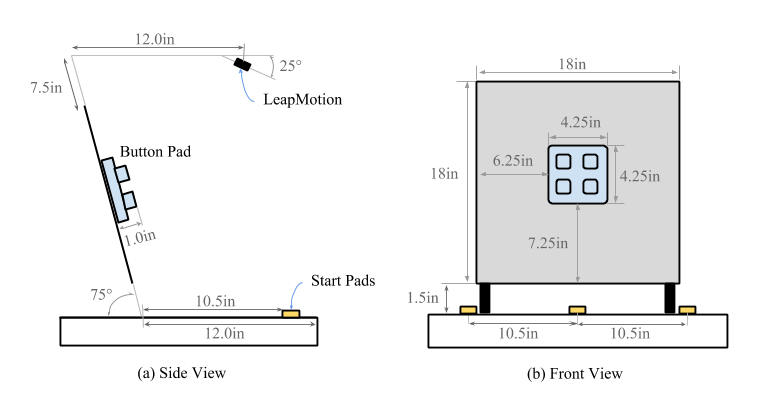 12.0in
25°
7.5in
LeapMotion
Button Pad
1.0in
75°
10.5in
Start Pads
12.0in
(a) Side View
18in
4.25in
6.25in
18in
4.25in
7.25in
1.5in
10.5in
10.5in
(b) Front View